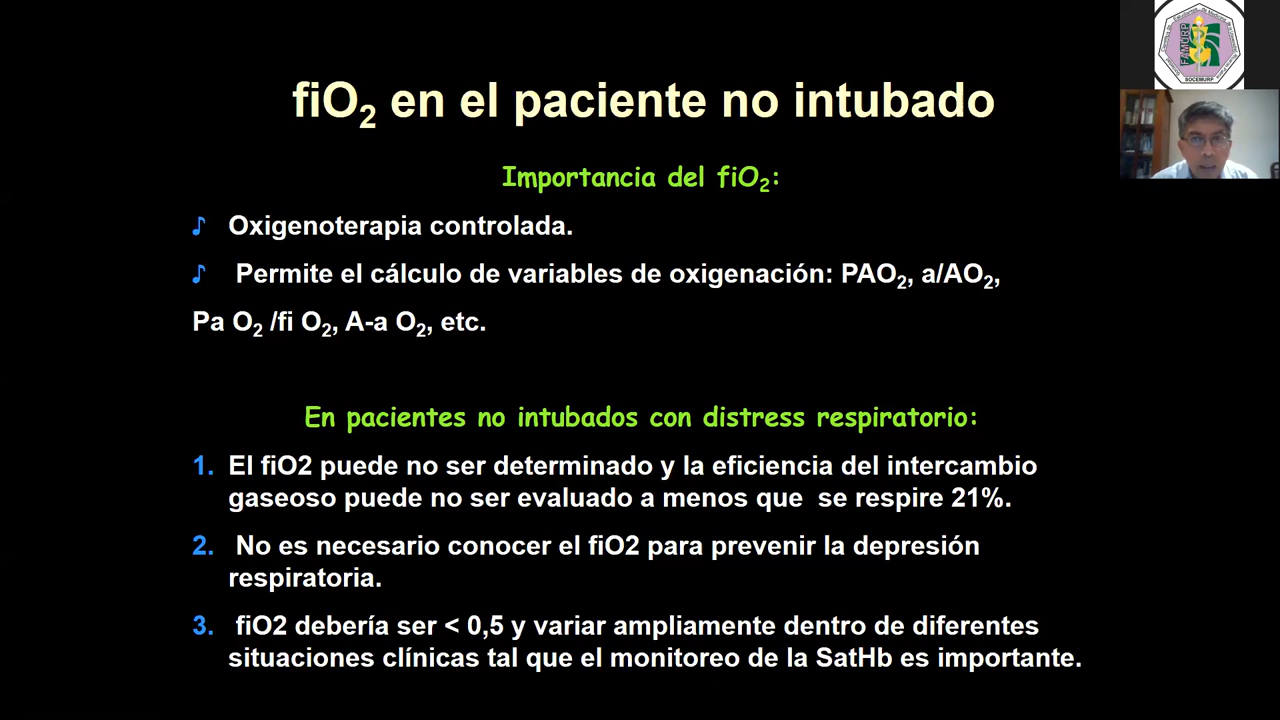 fiO2 en el paciente no intubado
Importancia del fiO2:
♪ Oxigenoterapia controlada.
♪ Permite el cálculo de variables de oxigenación: PAO2, a/AO2,
Pa O2 /fi O2, A-a O2, etc.
En pacientes no intubados con distress respiratorio:
1. El fiO2 puede no ser determinado y la eficiencia del intercambio
gaseoso puede no ser evaluado a menos que se respire 21%.
2. No es necesario conocer el fiO2 para prevenir la depresión
respiratoria.
3. fiO2 debería ser < 0,5 y variar ampliamente dentro de diferentes
situaciones clínicas tal que el monitoreo de la SatHb es importante.
FAMURP
SOCEMURP